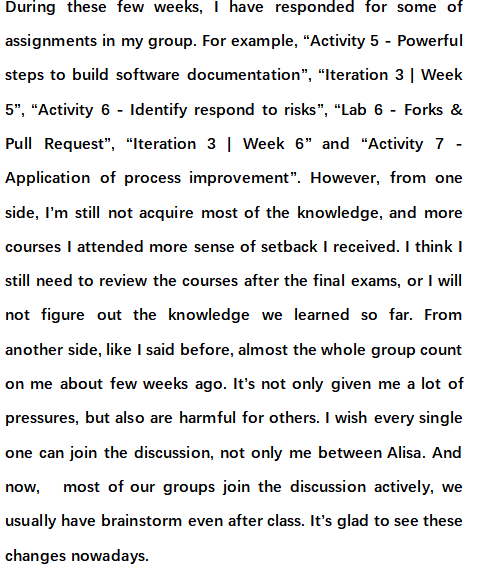 During these few weeks, I have responded for some of
assignments in my group. For example, “Activity 5 - Powerful
steps to build software documentation”, “Iteration 3 | Week
5”, “Activity 6 - Identify respond to risks”, “Lab 6 - Forks &
Pull Request”, “Iteration 3 | Week 6” and “Activity 7 -
Application of process improvement”. However, from one
side, I’m still not acquire most of the knowledge, and more
courses I attended more sense of setback I received. I think I
still need to review the courses after the final exams, or I will
not figure out the knowledge we learned so far. From
another side, like I said before, almost the whole group count
on me about few weeks ago. It’s not only given me a lot of
pressures, but also are harmful for others. I wish every single
one can join the discussion, not only me between Alisa. And
now, most of our groups join the discussion actively, we
usually have brainstorm even after class. It’s glad to see these
changes nowadays.